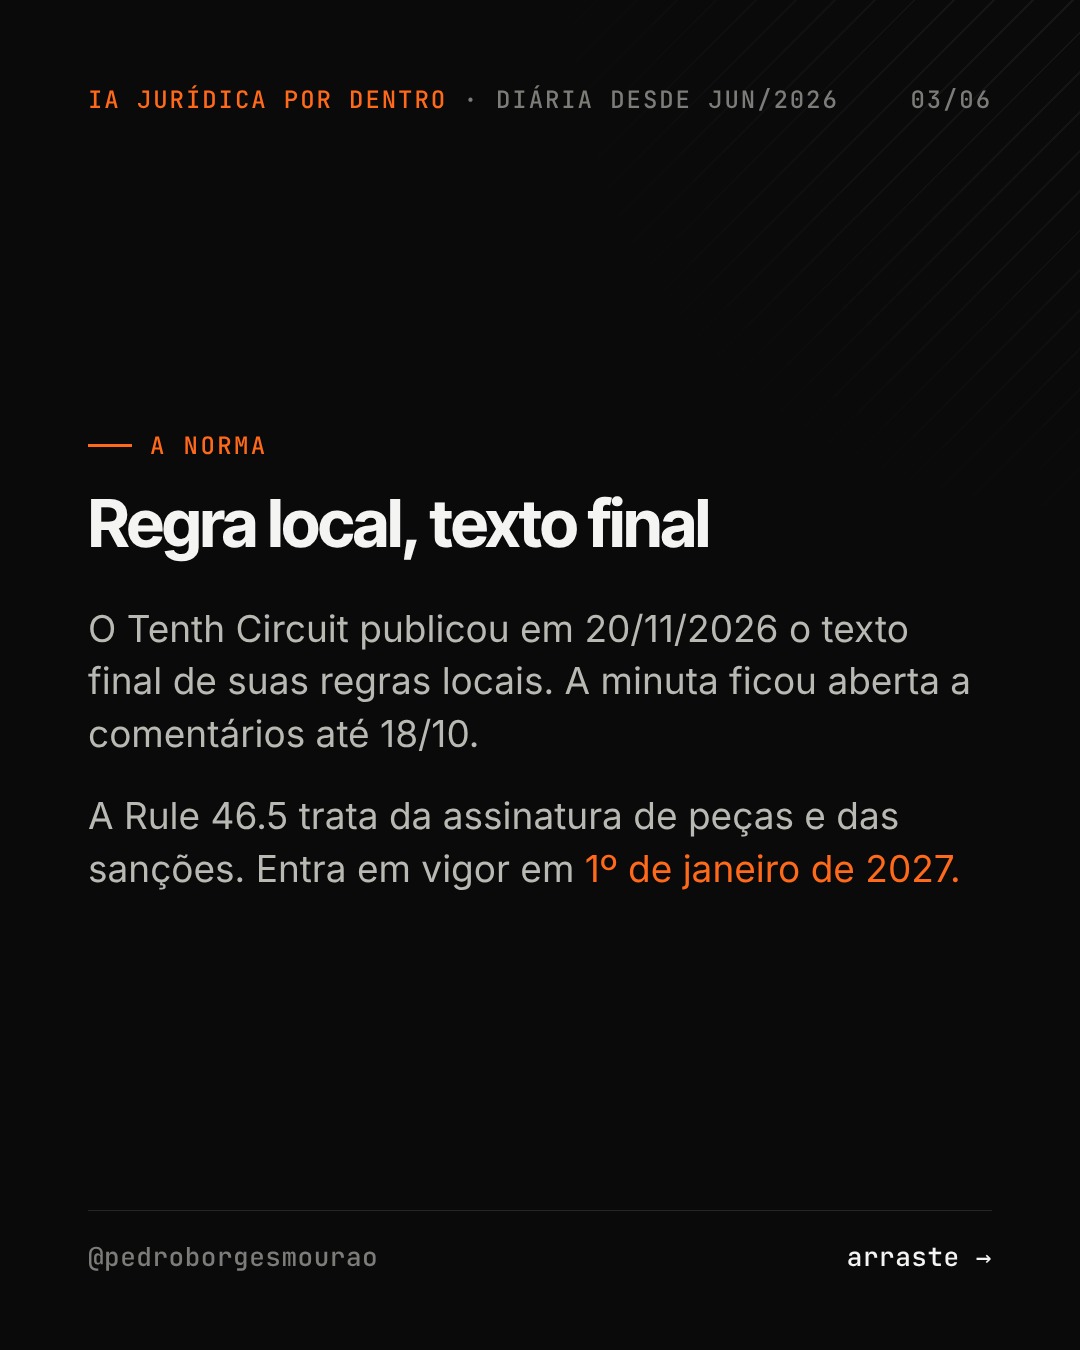 IA JURÍDICA POR DENTRO · DIÁRIA DESDE JUN/2026 03/06
A NORMA
Regra local, texto final
O Tenth Circuit publicou em 20/11/2026 o texto
final de suas regras locais. A minuta ficou aberta a
comentários até 18/10.
A Rule 46.5 trata da assinatura de peças e das
sanções. Entra em vigor em 1º de janeiro de 2027.
@pedroborgesmourao arraste →